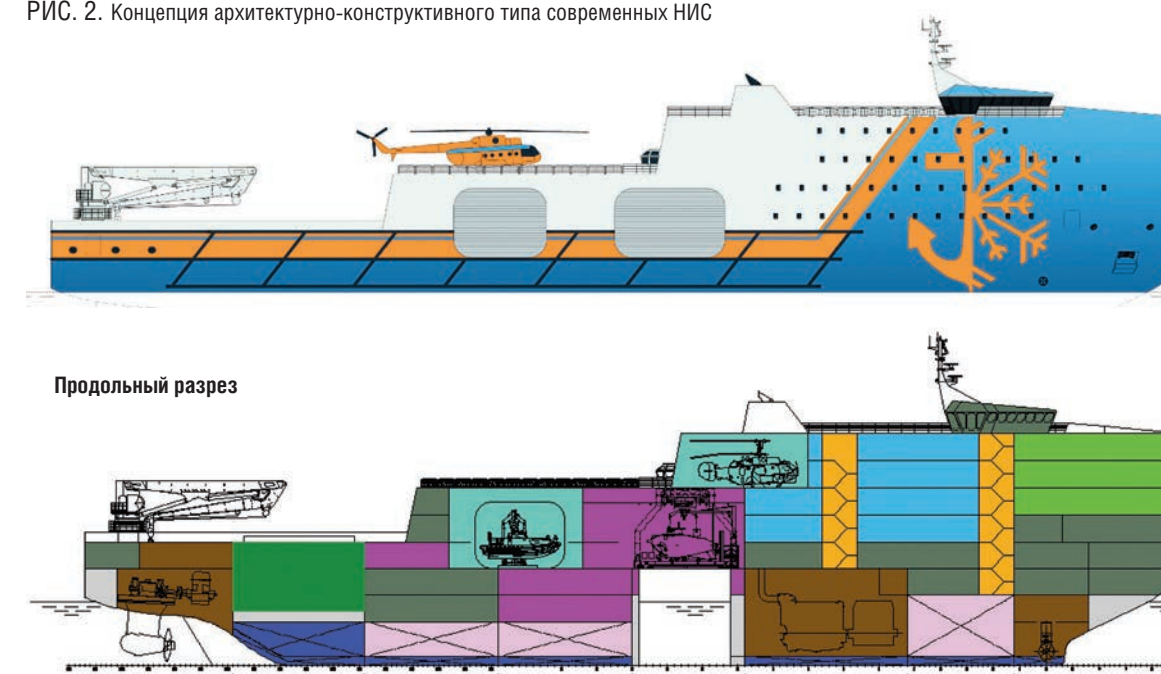 РИС. 2. Концепция архитектурно-конструктивного типа современных НИС
Продольный разрез